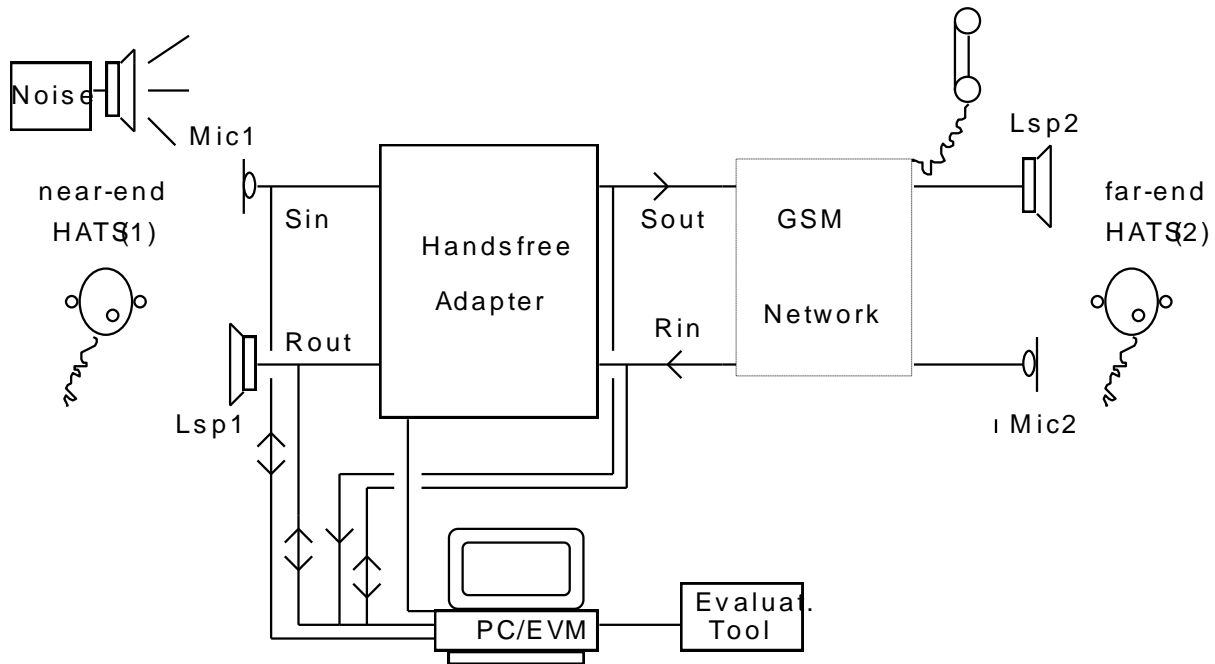 Noise
Mic1
Lsp2
near-end
HATS(1)
far-end
HATS(2)
Sin
Sout
GSM
Handsfree
Adapter
Rout
Rin
Network
Lsp1
Mic2
PC/EVM
Evaluat.
Tool